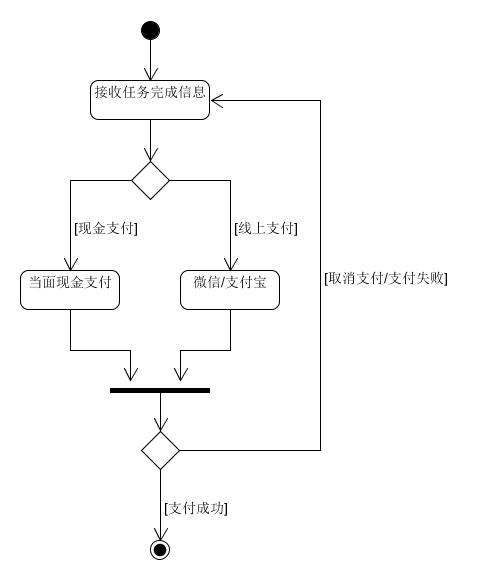 接收任务完成信息
[现金支付]
[线上支付]
当面现金支付
微信/支付宝
[取消支付/支付失败]
[支付成功]